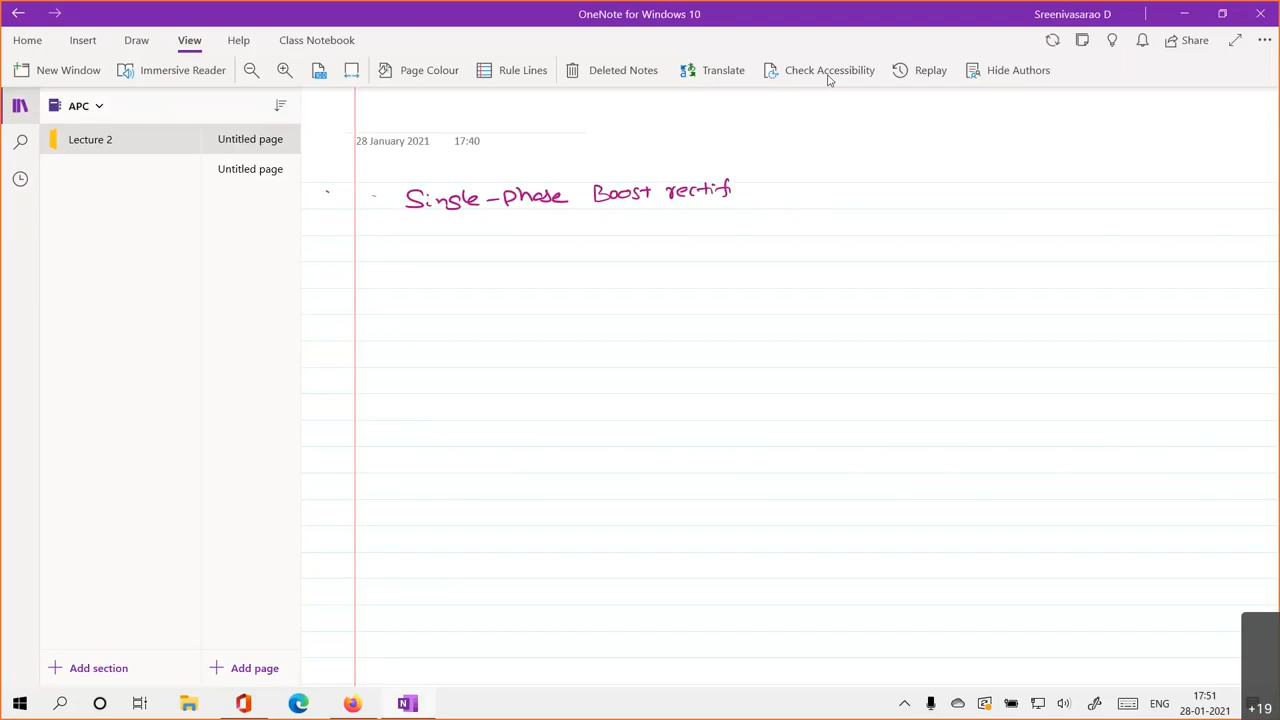 OneNote for Windows 10
Sreenivasarao D
Home Insert Draw View Help Class Notebook
Share
New Window Immersive Reader Page Colour Rule Lines Deleted Notes Translate Check Accessibility Replay Hide Authors
APC
Lecture 2
Untitled page
Untitled page
28 January 2021 17:40
Single-Phase Boost rectif
Add section
Add page
ENG
17:51
28-01-2021
+19